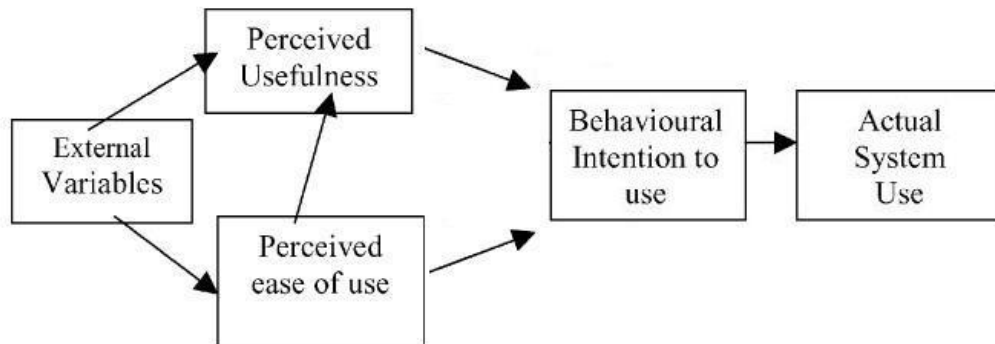 Perceived
Usefulness
External
Variables
Perceived
ease of use
Behavioural
Intention to
use
Actual
System
Use